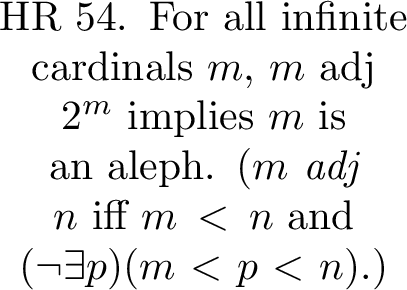 HR 54. For all infinite
cardinals m, m adj
2^m implies m is
an aleph. (m adj
n iff m < n and
(¬∃p)(m < p < n).)